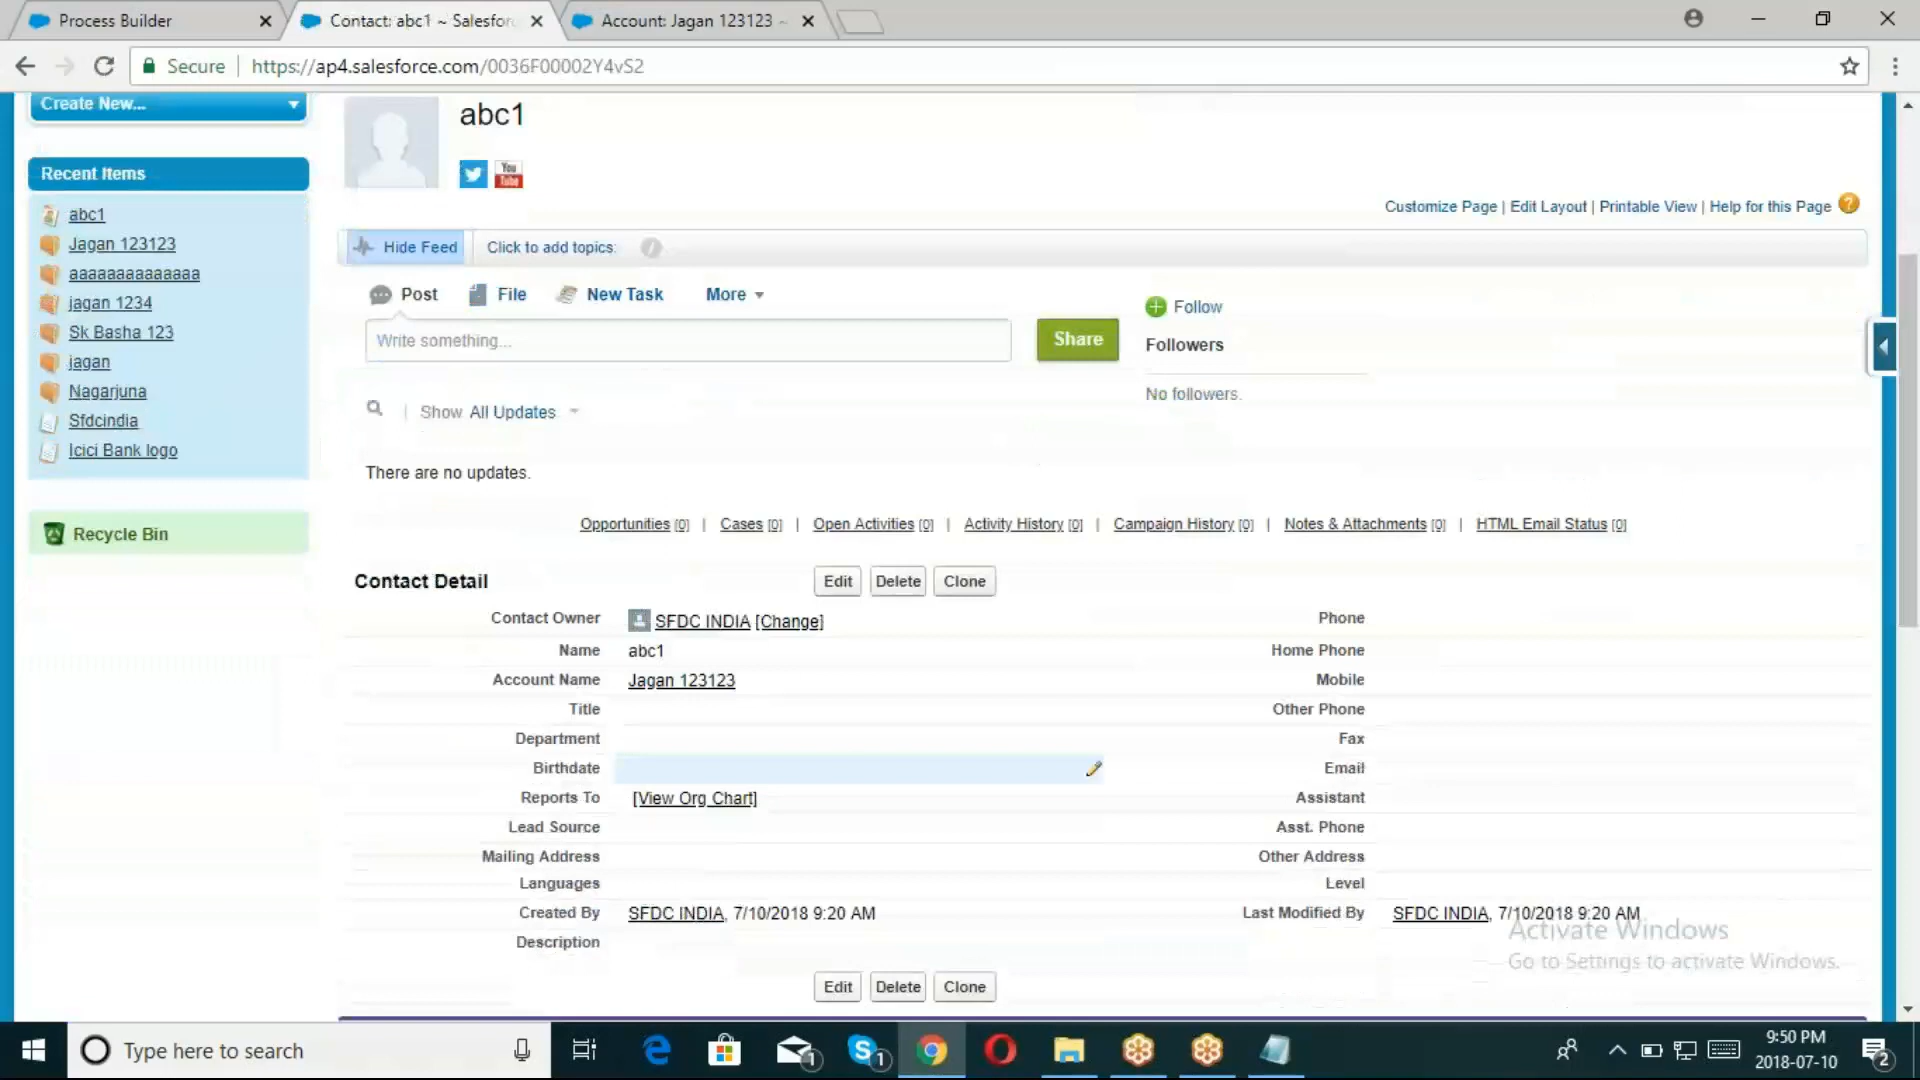 Process Builder
Contact: abc1 ~ Salesfor
Account: Jagan 123123 ~
Secure
https://ap4.salesforce.com/0036F00002Y4vS2
Create New...
abc1
You
Tube
Recent Items
abc1
Jagan 123123
aaaaaaaaaaaaaa
jagan 1234
Sk Basha 123
jagan
Nagarjuna
Sfdcindia
Icici Bank logo
Recycle Bin
Customize Page | Edit Layout | Printable View | Help for this Page ?
Hide Feed
Click to add topics:
Post
File
New Task
More
Write something...
Share
Follow
Followers
No followers.
Show All Updates
There are no updates.
Opportunities [0] | Cases [0] | Open Activities [0] | Activity History [0] | Campaign History [0] | Notes & Attachments [0] | HTML Email Status [0]
Contact Detail
Edit
Delete
Clone
Contact Owner SFDC INDIA [Change] Phone
Name abc1 Home Phone
Account Name Jagan 123123 Mobile
Title Other Phone
Department Fax
Birthdate Email
Reports To [View Org Chart] Assistant
Lead Source Asst. Phone
Mailing Address Other Address
Languages Level
Created By SFDC INDIA, 7/10/2018 9:20 AM Last Modified By SFDC INDIA, 7/10/2018 9:20 AM
Description
Activate Windows
Go to Settings to activate Windows.
Edit
Delete
Clone
Type here to search
1
1
9:50 PM
2018-07-10
2